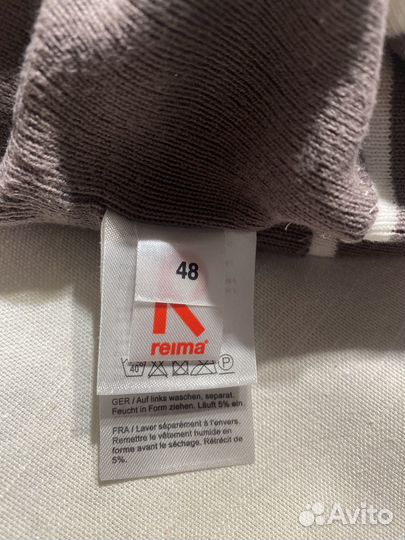 48
reima®
40
P
GER / Auf links waschen, separat.
Feucht in Form ziehen. Läuft 5% ein.
FRA / Laver séparément à l'envers.
Remettre le vêtement humide en
forme avant le séchage. Rétrécit de
5%.
Avito